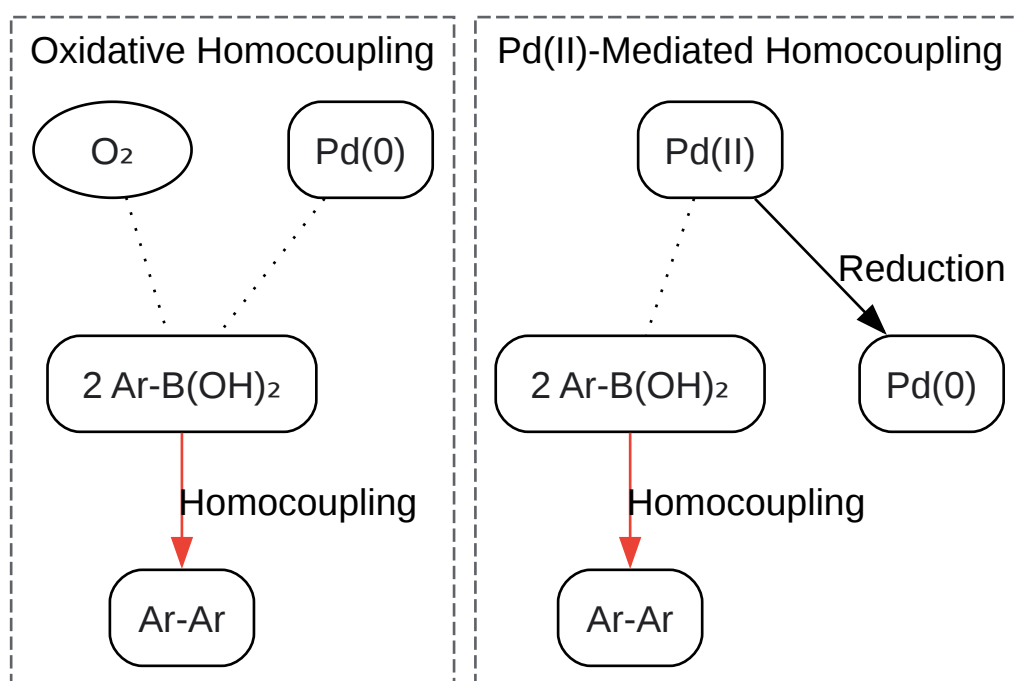 Oxidative Homocoupling
O₂
Pd(0)
2 Ar-B(OH)₂
Homocoupling
Ar-Ar
Pd(II)-Mediated Homocoupling
Pd(II)
Reduction
2 Ar-B(OH)₂
Pd(0)
Homocoupling
Ar-Ar